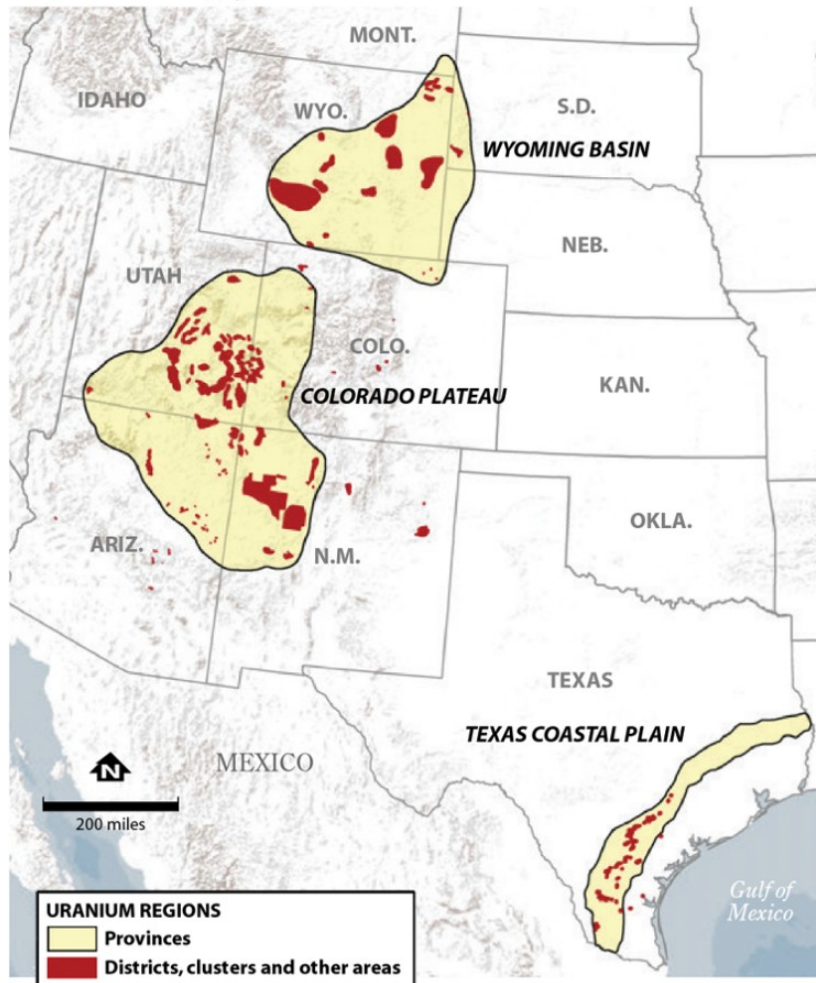 MONT.
IDAHO
WYO.
S.D.
WYOMING BASIN
NEB.
UTAH
COLO.
KAN.
COLORADO PLATEAU
OKLA.
ARIZ.
N.M.
TEXAS
TEXAS COASTAL PLAIN
MEXICO
N
200 miles
Gulf of
Mexico
URANIUM REGIONS
Provinces
Districts, clusters and other areas